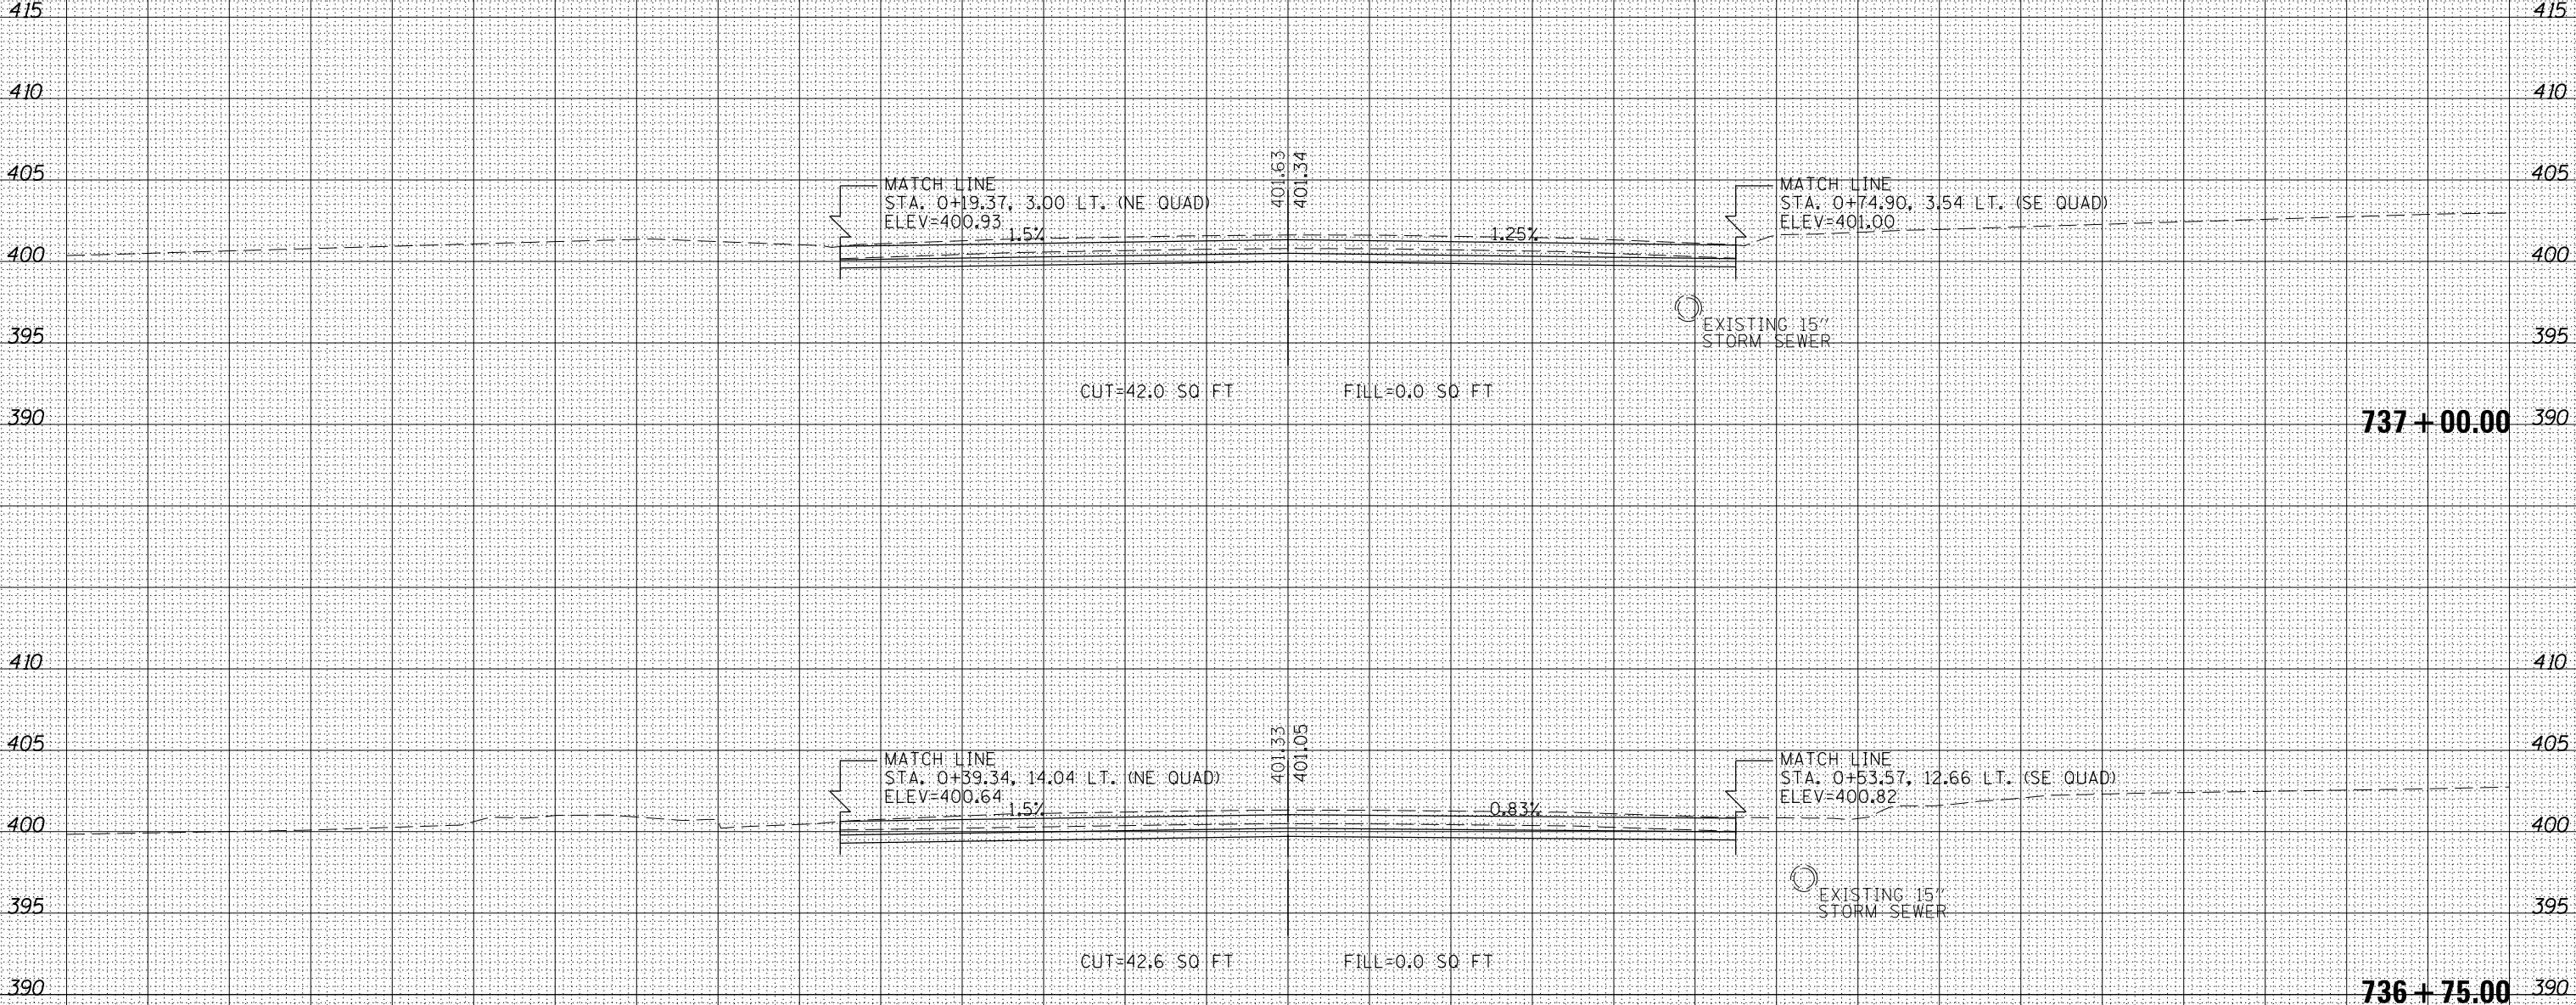 415 415
410 410
405 405
401.63
401.34
MATCH LINE
STA. 0+19.37, 3.00 LT. (NE QUAD)
ELEV=400.93
MATCH LINE
STA. 0+74.90, 3.54 LT. (SE QUAD)
ELEV=401.00
1.5% 1.25%
400 400
EXISTING 15"
STORM SEWER
395 395
CUT=42.0 SQ FT FILL=0.0 SQ FT
390 737+00.00 390
410 410
405 405
401.33
401.05
MATCH LINE
STA. 0+39.34, 14.04 LT. (NE QUAD)
ELEV=400.64
MATCH LINE
STA. 0+53.57, 12.66 LT. (SE QUAD)
ELEV=400.82
1.5% 0.83%
400 400
EXISTING 15"
STORM SEWER
395 395
CUT=42.6 SQ FT FILL=0.0 SQ FT
390 736+75.00 390